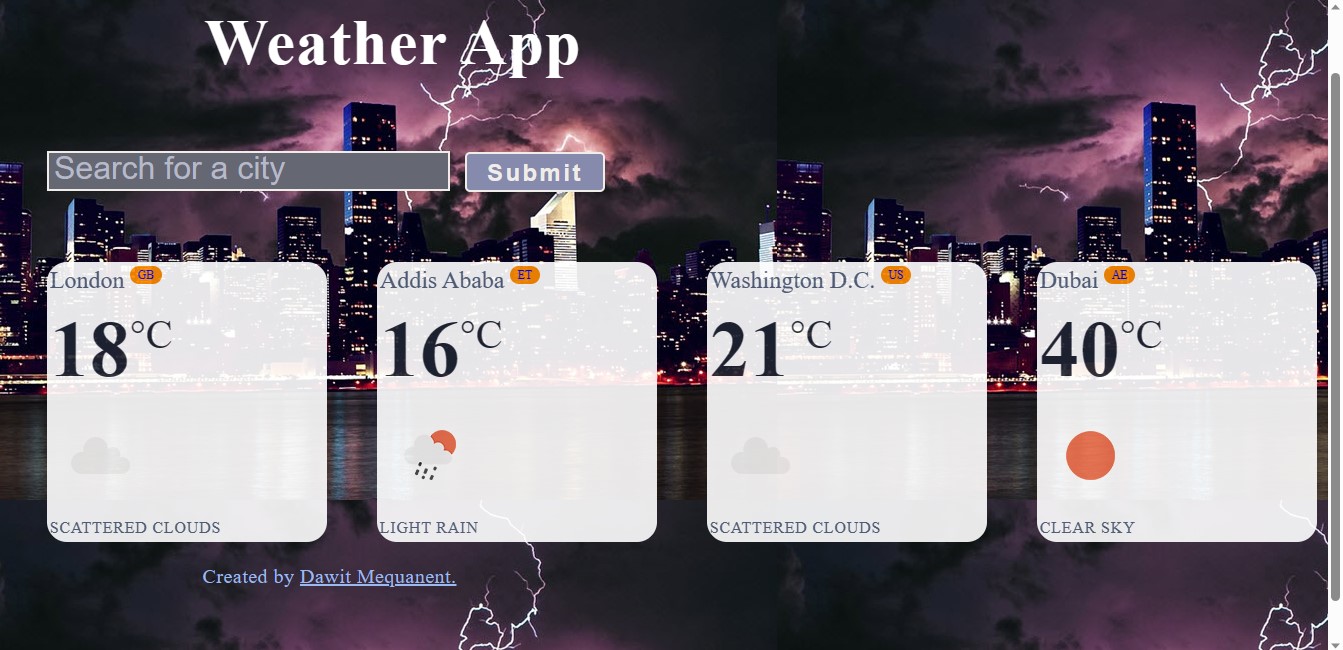 Weather App
Search for a city
Submit
London GB
18°C
SCATTERED CLOUDS
Addis Ababa ET
16°C
LIGHT RAIN
Washington D.C. US
21°C
SCATTERED CLOUDS
Dubai AE
40°C
CLEAR SKY
Created by Dawit Mequanent.